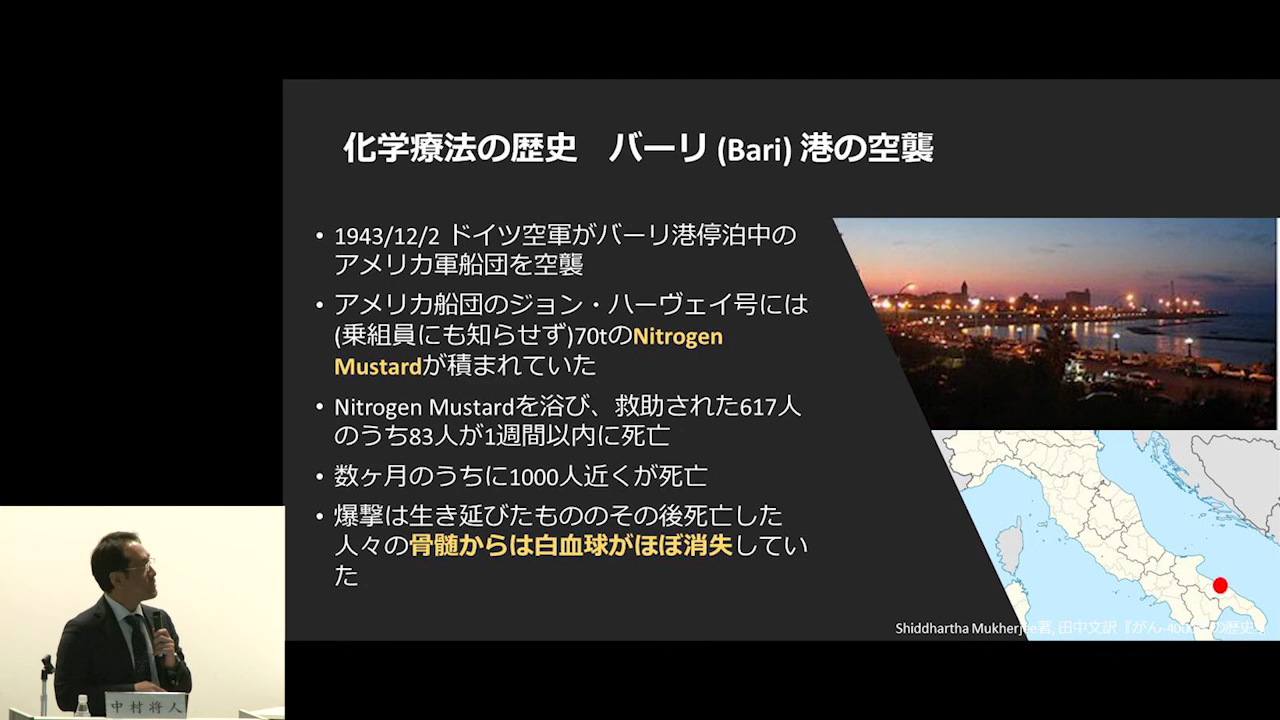 化学療法の歴史 バーリ (Bari) 港の空襲
• 1943/12/2 ドイツ空軍がバーリ港停泊中の
アメリカ軍船団を空襲
• アメリカ船団のジョン・ハーヴェイ号には
(乗組員にも知らせず)70tのNitrogen
Mustardが積まれていた
• Nitrogen Mustardを浴び、救助された617人
のうち83人が1週間以内に死亡
• 数ヶ月のうちに1000人近くが死亡
• 爆撃は生き延びたもののその後死亡した
人々の骨髄からは白血球がほぼ消失してい
た
Shiddhartha Mukherjee著, 田中文訳『がん-4000年の歴史』
中村将人